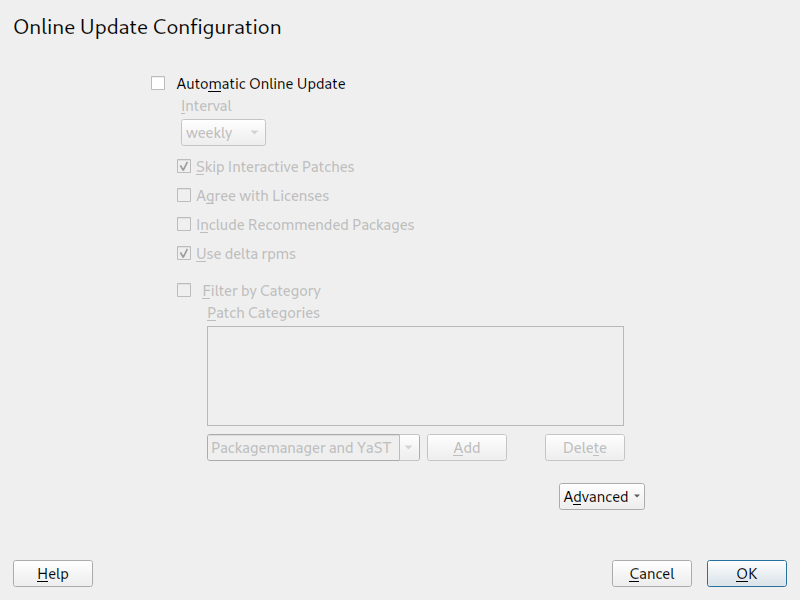 Online Update Configuration
Automatic Online Update
Interval
weekly
Skip Interactive Patches
Agree with Licenses
Include Recommended Packages
Use delta rpms
Filter by Category
Patch Categories
Packagemanager and YaST Add Delete
Advanced
Help Cancel OK